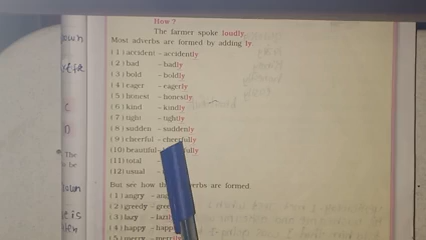 How ?
The farmer spoke loudly.
Most adverbs are formed by adding ly
(1) accident – accidently
(2) bad – badly
(3) bold – boldly
(4) eager – eagerly
(5) honest – honestly
(6) kind – kindly
(7) tight – tightly
(8) sudden – suddenly
(9) cheerful – cheerfully
(10) beautiful
(11) total –
(12) usual –
But see how are formed
(1) angry –
(2) greedy –
(3) lazy –
(4) happy –
(5) merry – merrily